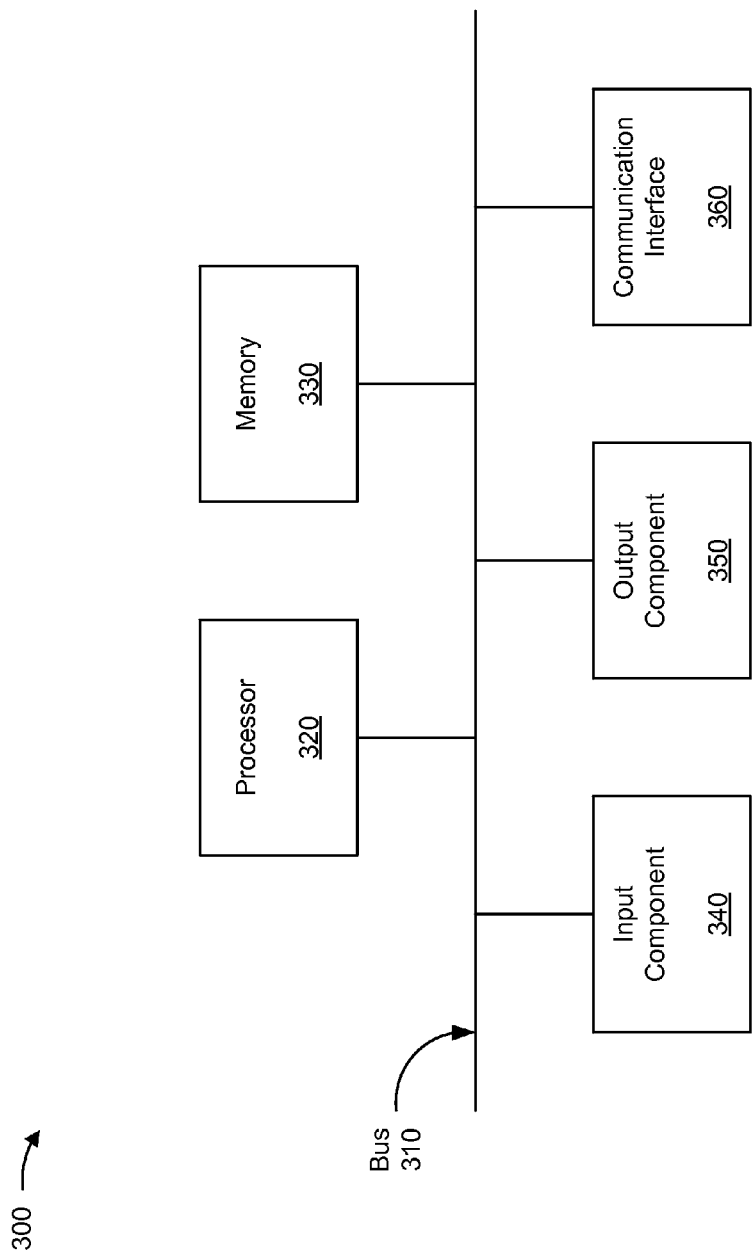 300
Bus
310
Processor
320
Memory
330
Input
Component
340
Output
Component
350
Communication
Interface
360